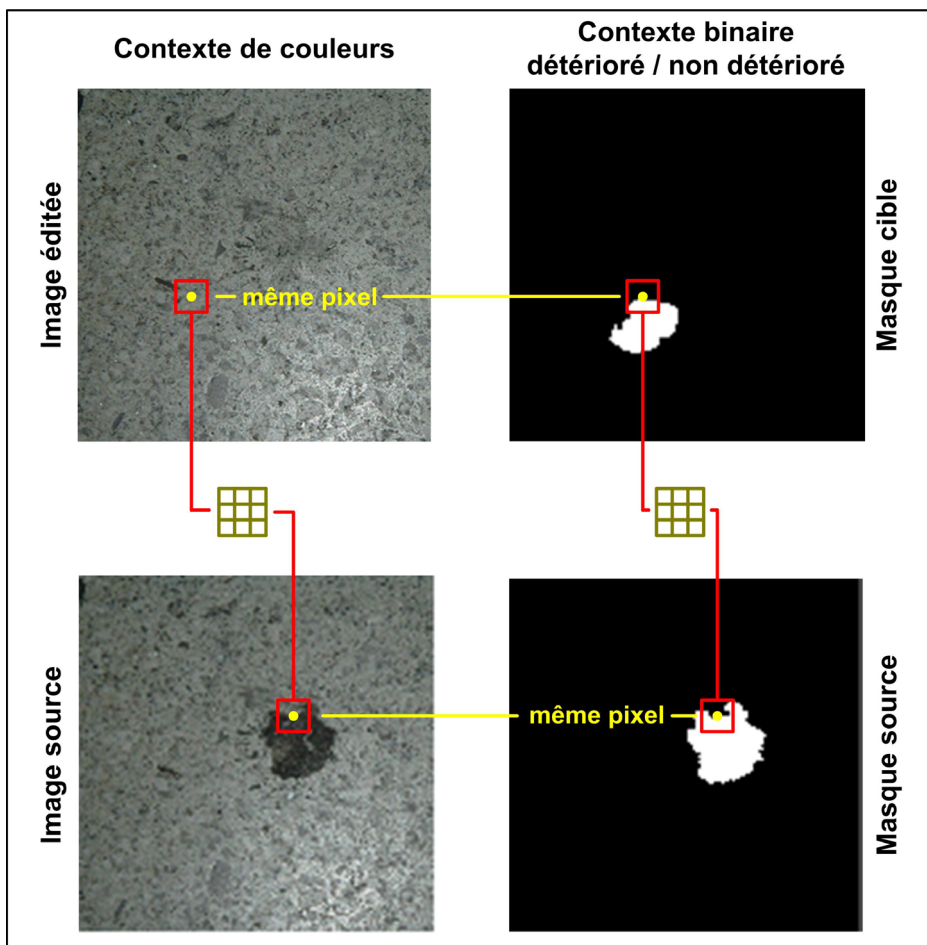 Contexte de couleurs
Contexte binaire
détérioré / non détérioré
Image éditée
même pixel
Masque cible
Image source
même pixel
Masque source